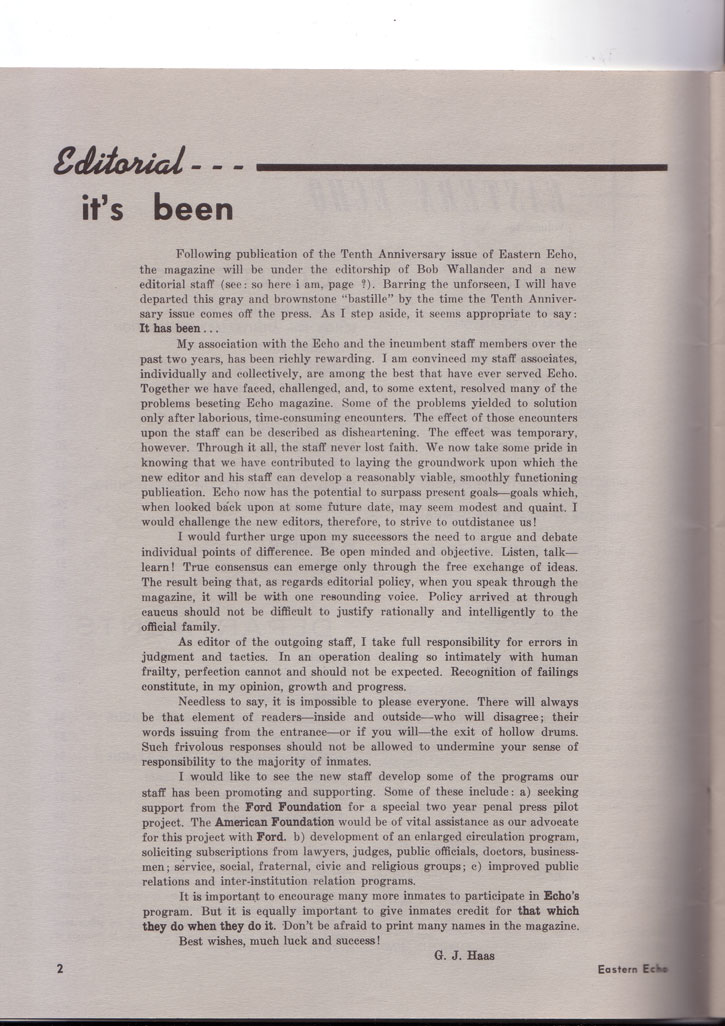 Editorial - - -
it's been
Following publication of the Tenth Anniversary issue of Eastern Echo,
the magazine will be under the editorship of Bob Wallander and a new
editorial staff (see: so here i am, page ?). Barring the unforseen, I will have
departed this gray and brownstone “bastille” by the time the Tenth Anniver-
sary issue comes off the press. As I step aside, it seems appropriate to say:
It has been . . .
My association with the Echo and the incumbent staff members over the
past two years, has been richly rewarding. I am convinced my staff associates,
individually and collectively, are among the best that have ever served Echo.
Together we have faced, challenged, and, to some extent, resolved many of the
problems beseting Echo magazine. Some of the problems yielded to solution
only after laborious, time-consuming encounters. The effect of those encounters
upon the staff can be described as disheartening. The effect was temporary,
however. Through it all, the staff never lost faith. We now take some pride in
knowing that we have contributed to laying the groundwork upon which the
new editor and his staff can develop a reasonably viable, smoothly functioning
publication. Echo now has the potential to surpass present goals—goals which,
when looked back upon at some future date, may seem modest and quaint. I
would challenge the new editors, therefore, to strive to outdistance us!
I would further urge upon my successors the need to argue and debate
individual points of difference. Be open minded and objective. Listen, talk—
learn! True consensus can emerge only through the free exchange of ideas.
The result being that, as regards editorial policy, when you speak through the
magazine, it will be with one resounding voice. Policy arrived at through
caucus should not be difficult to justify rationally and intelligently to the
official family.
As editor of the outgoing staff, I take full responsibility for errors in
judgment and tactics. In an operation dealing so intimately with human
frailty, perfection cannot and should not be expected. Recognition of failings
constitute, in my opinion, growth and progress.
Needless to say, it is impossible to please everyone. There will always
be that element of readers—inside and outside—who will disagree; their
words issuing from the entrance—or if you will—the exit of hollow drums.
Such frivolous responses should not be allowed to undermine your sense of
responsibility to the majority of inmates.
I would like to see the new staff develop some of the programs our
staff has been promoting and supporting. Some of these include: a) seeking
support from the Ford Foundation for a special two year penal press pilot
project. The American Foundation would be of vital assistance as our advocate
for this project with Ford. b) development of an enlarged circulation program,
soliciting subscriptions from lawyers, judges, public officials, doctors, business-
men; service, social, fraternal, civic and religious groups; c) improved public
relations and inter-institution relation programs.
It is important to encourage many more inmates to participate in Echo's
program. But it is equally important to give inmates credit for that which
they do when they do it. Don't be afraid to print many names in the magazine.
Best wishes, much luck and success!
G. J. Haas
2
Eastern Echo